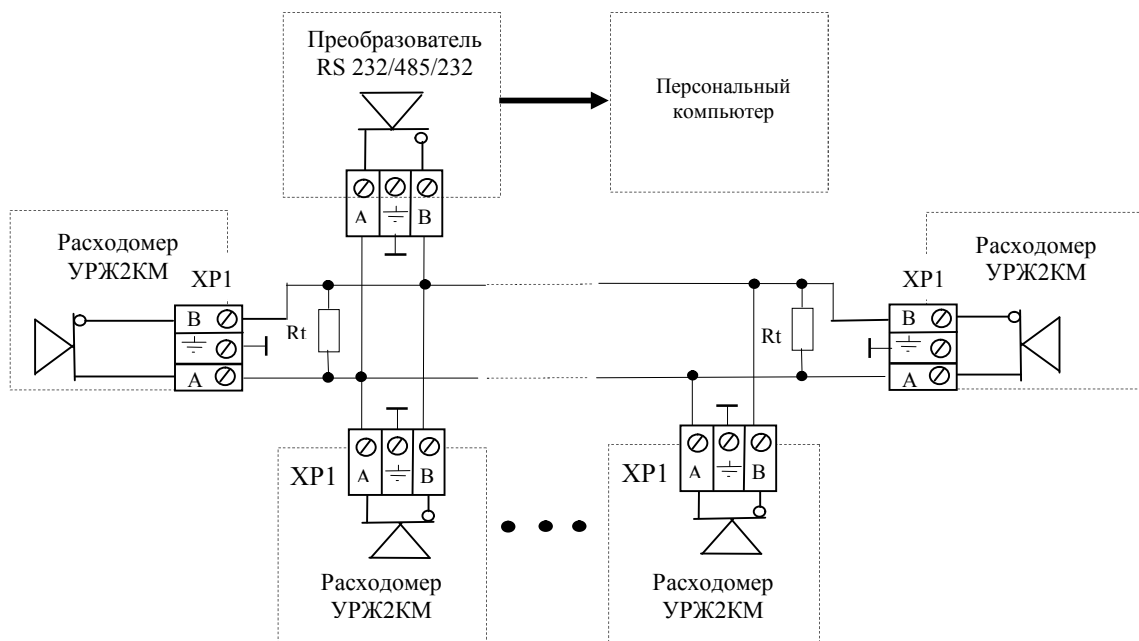 Преобразователь
RS 232/485/232
Персональный
компьютер
A
B
Расходомер
УРЖ2КМ
XP1
B
A
Rt
Rt
Расходомер
УРЖ2КМ
XP1
B
A
XP1
A
B
Расходомер
УРЖ2КМ
XP1
A
B
Расходомер
УРЖ2КМ